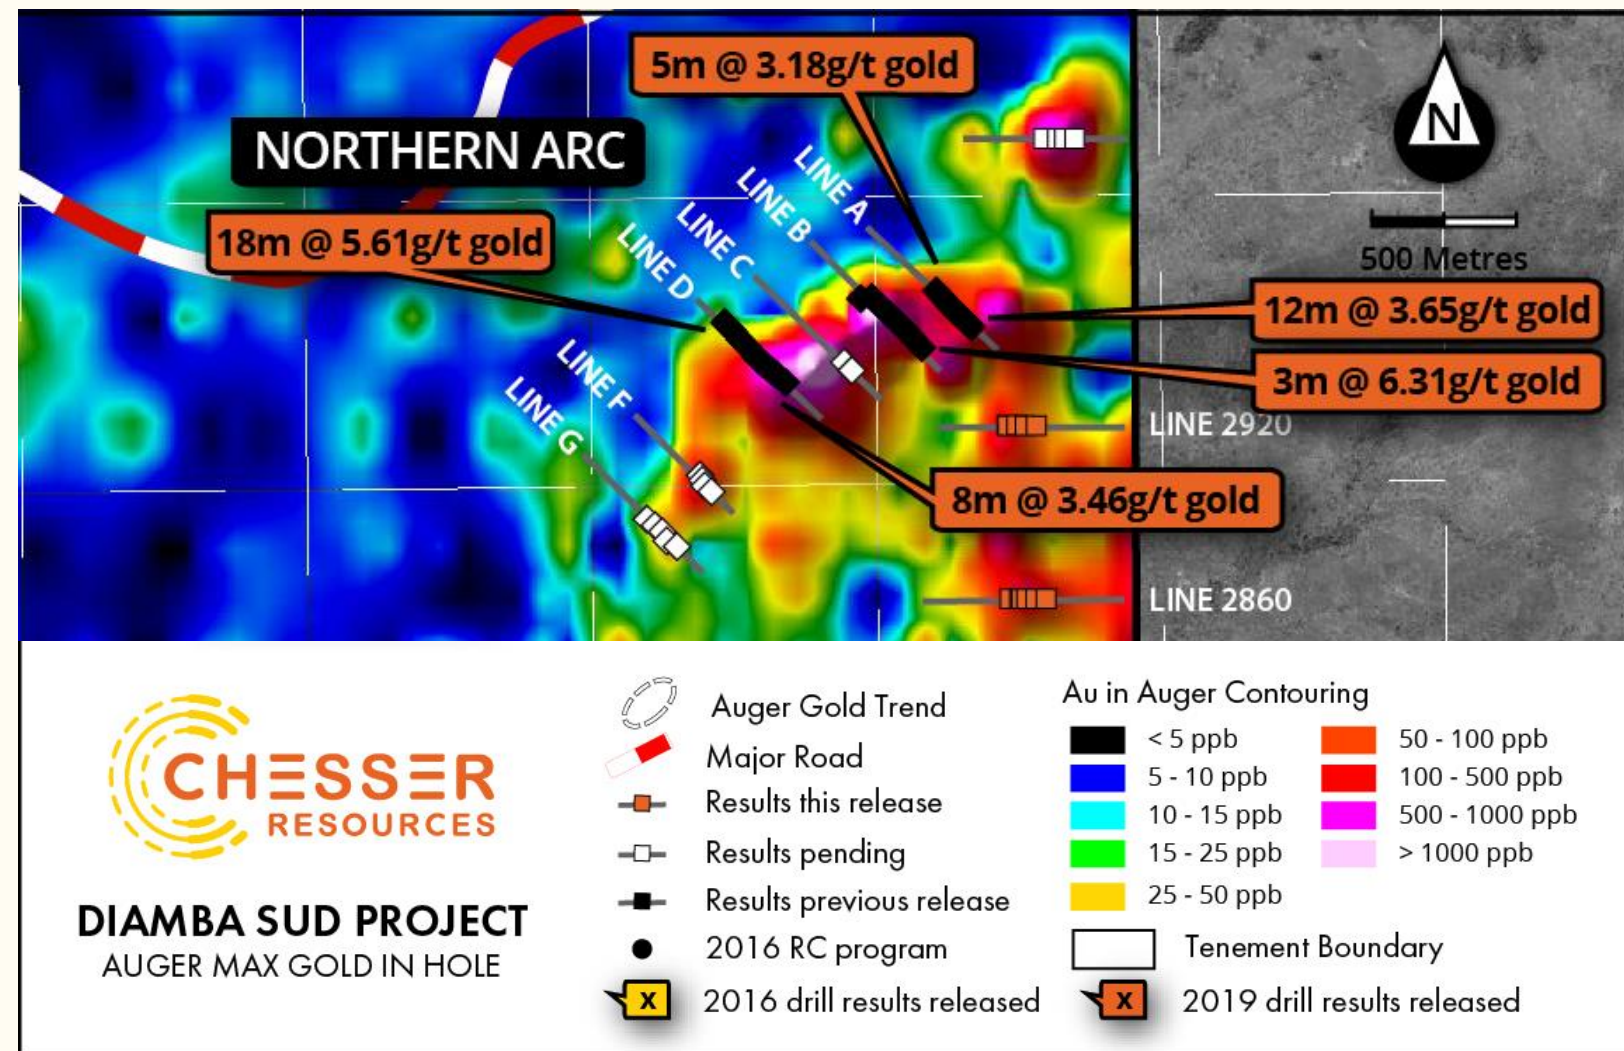 5m @ 3.18g/t gold
N
NORTHERN ARC
LINE A
LINE B
LINE C
LINE D
18m @ 5.61g/t gold
500 Metres
12m @ 3.65g/t gold
3m @ 6.31g/t gold
LINE F
LINE G
LINE 2920
8m @ 3.46g/t gold
LINE 2860
CHESSER
RESOURCES
DIAMBA SUD PROJECT
AUGER MAX GOLD IN HOLE
Auger Gold Trend
Major Road
Results this release
Results pending
Results previous release
2016 RC program
X 2016 drill results released
Au in Auger Contouring
< 5 ppb
5 - 10 ppb
10 - 15 ppb
15 - 25 ppb
25 - 50 ppb
50 - 100 ppb
100 - 500 ppb
500 - 1000 ppb
> 1000 ppb
Tenement Boundary
X 2019 drill results released